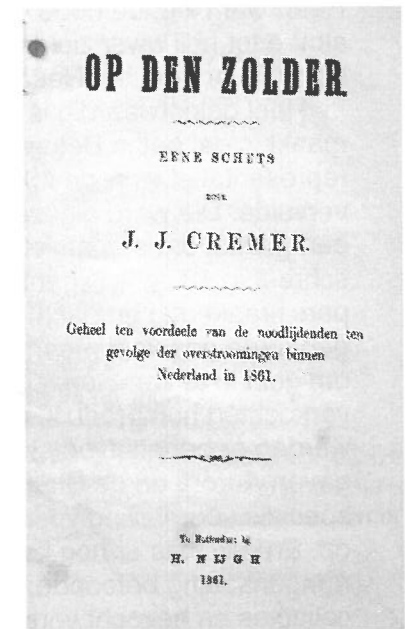 OP DEN ZOLDER.
EENE SCHETS
DOOR
J. J. CREMER.
Geheel ten voordeele van de noodlijdenden ten
gevolge der overstroomingen binnen
Nederland in 1861.
Te Rotterdam bij
H. NIJGH
1861.